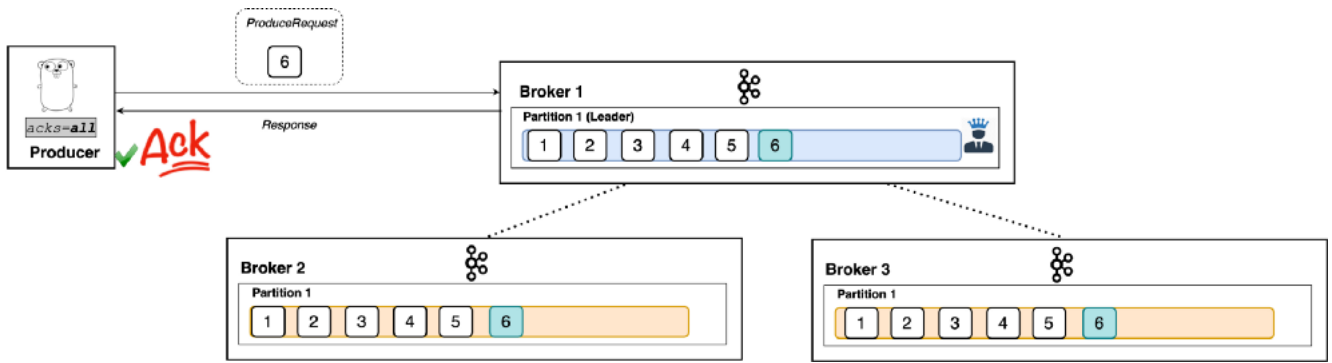 ProduceRequest
6
acks=all
Producer
Ack
Response
Broker 1
Partition 1 (Leader)
1 2 3 4 5 6
Broker 2
Partition 1
1 2 3 4 5 6
Broker 3
Partition 1
1 2 3 4 5 6